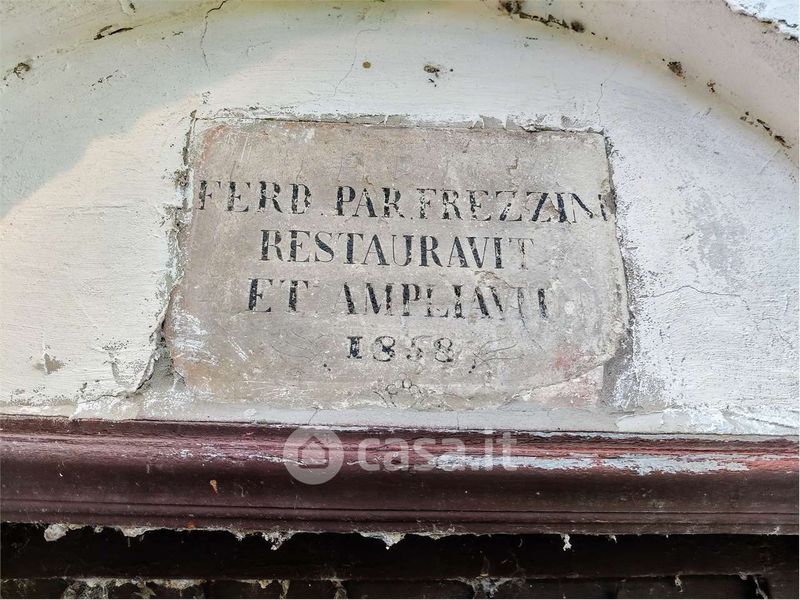 FERD. PAR. FREZZINI
RESTAURAVIT
ET AMPLIAVIT
1858
casa.it